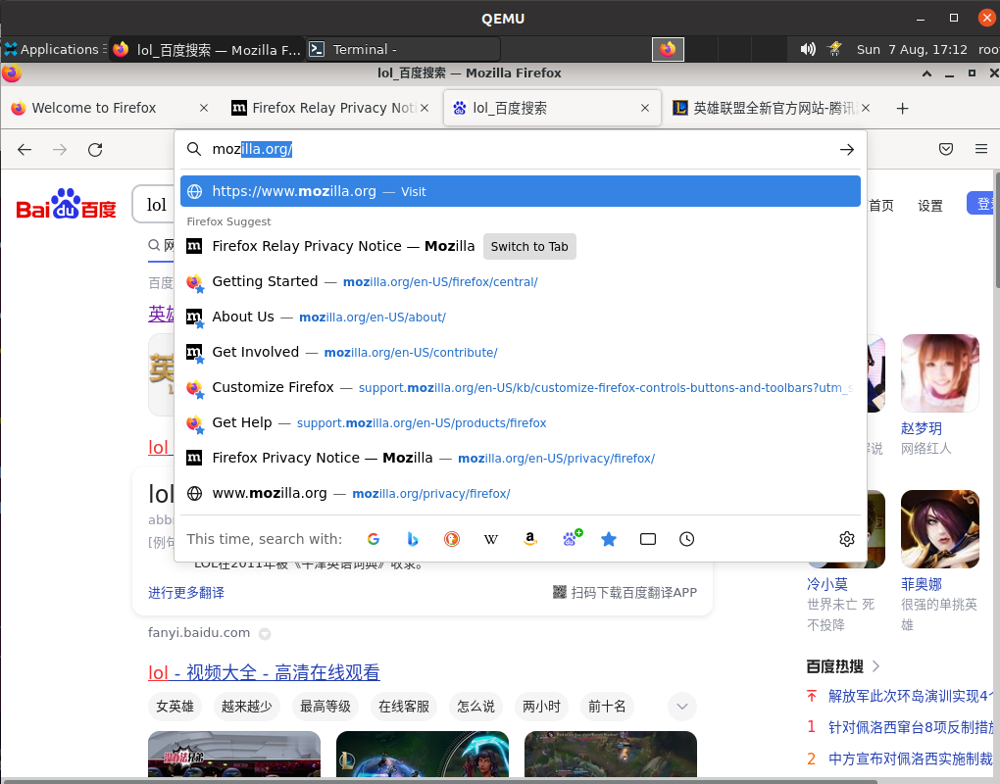 QEMU
Applications
lol_百度搜索 — Mozilla F...
Terminal -
Sun 7 Aug, 17:12
roo
lol_百度搜索 — Mozilla Firefox
Welcome to Firefox
Firefox Relay Privacy Noti
lol_百度搜索
英雄联盟全新官方网站-腾讯
mozilla.org/
https://www.mozilla.org — Visit
Firefox Suggest
Firefox Relay Privacy Notice — Mozilla Switch to Tab
Getting Started — mozilla.org/en-US/firefox/central/
About Us — mozilla.org/en-US/about/
Get Involved — mozilla.org/en-US/contribute/
Customize Firefox — support.mozilla.org/en-US/kb/customize-firefox-controls-buttons-and-toolbars?utm_s
Get Help — support.mozilla.org/en-US/products/firefox
Firefox Privacy Notice — Mozilla — mozilla.org/en-US/privacy/firefox/
www.mozilla.org — mozilla.org/privacy/firefox/
This time, search with:
Bai du 百度
lol
首页
设置
登
网
百度
英雄
英
lol
lol
abbr
[例句
LOL在2011年被《牛津英语词典》收录。
进行更多翻译
扫码下载百度翻译APP
fanyi.baidu.com
lol - 视频大全 - 高清在线观看
女英雄
越来越少
最高等级
在线客服
怎么说
两小时
前十名
赵梦玥
网络红人
冷小莫
世界未亡 死
不投降
菲奥娜
很强的单挑英
雄
百度热搜
解放军此次环岛演训实现4个
1 针对佩洛西窜台8项反制措施
2 中方宣布对佩洛西实施制裁